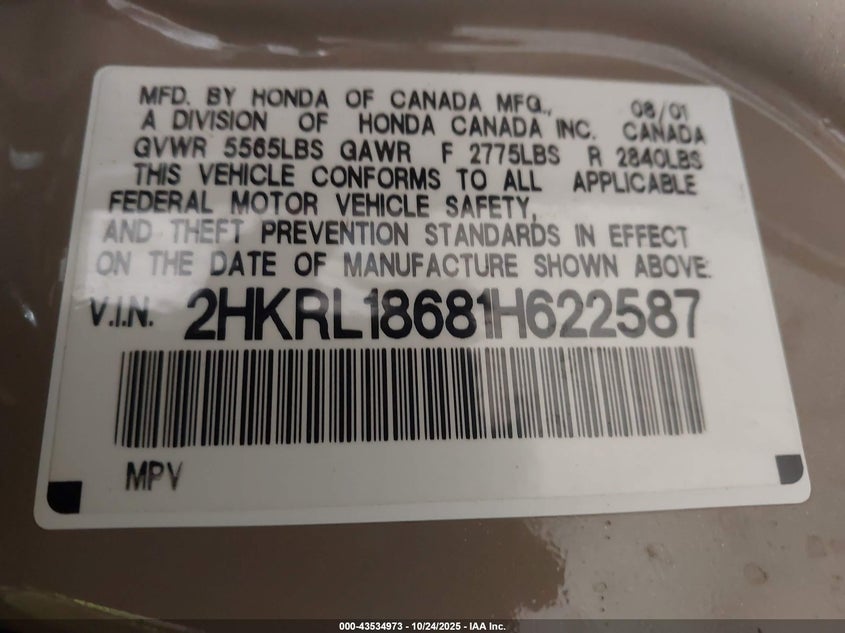 MFD. BY HONDA OF CANADA MFG., 08/01
A DIVISION OF HONDA CANADA INC. CANADA
GVWR 5565LBS GAWR F 2775LBS R 2840LBS
THIS VEHICLE CONFORMS TO ALL APPLICABLE
FEDERAL MOTOR VEHICLE SAFETY,
AND THEFT PREVENTION STANDARDS IN EFFECT
ON THE DATE OF MANUFACTURE SHOWN ABOVE.
V.I.N. 2HKRL18681H622587
MPV
000-43534973 - 10/24/2025 - IAA Inc.